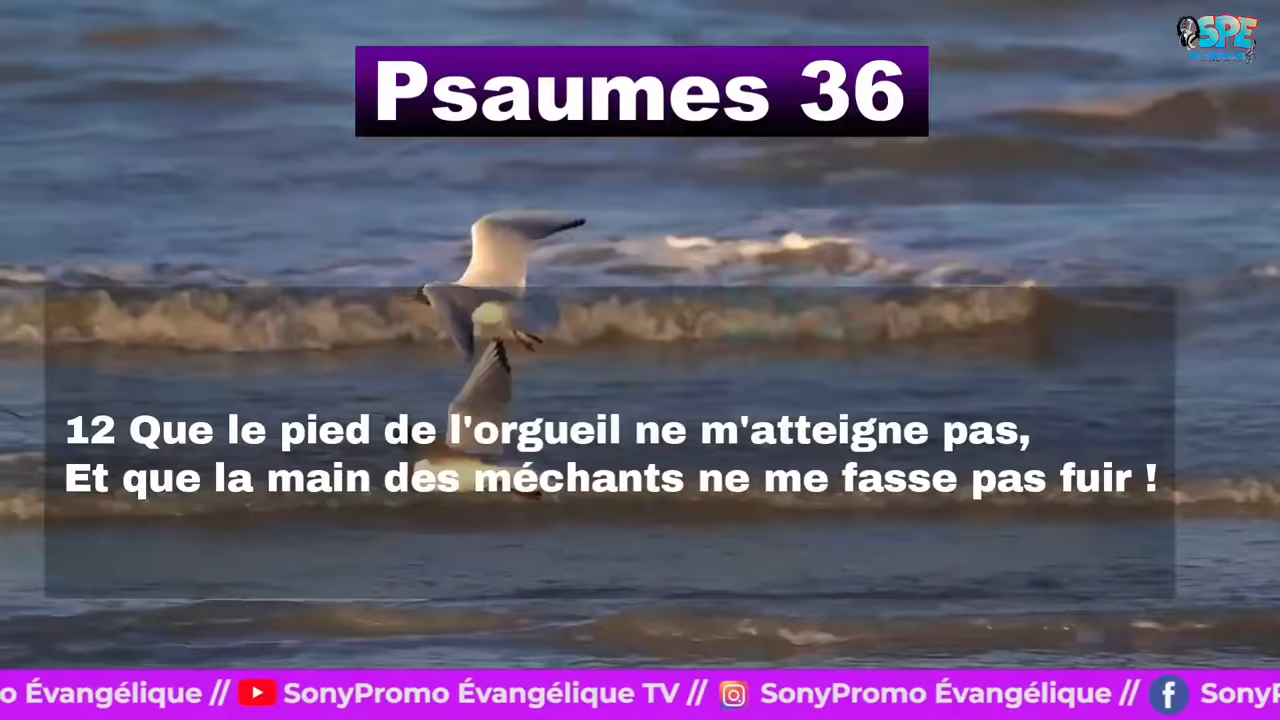 SPE
Psaumes 36
12 Que le pied de l'orgueil ne m'atteigne pas,
Et que la main des méchants ne me fasse pas fuir !
o Évangélique // SonyPromo Évangélique TV // SonyPromo Évangélique // SonyP